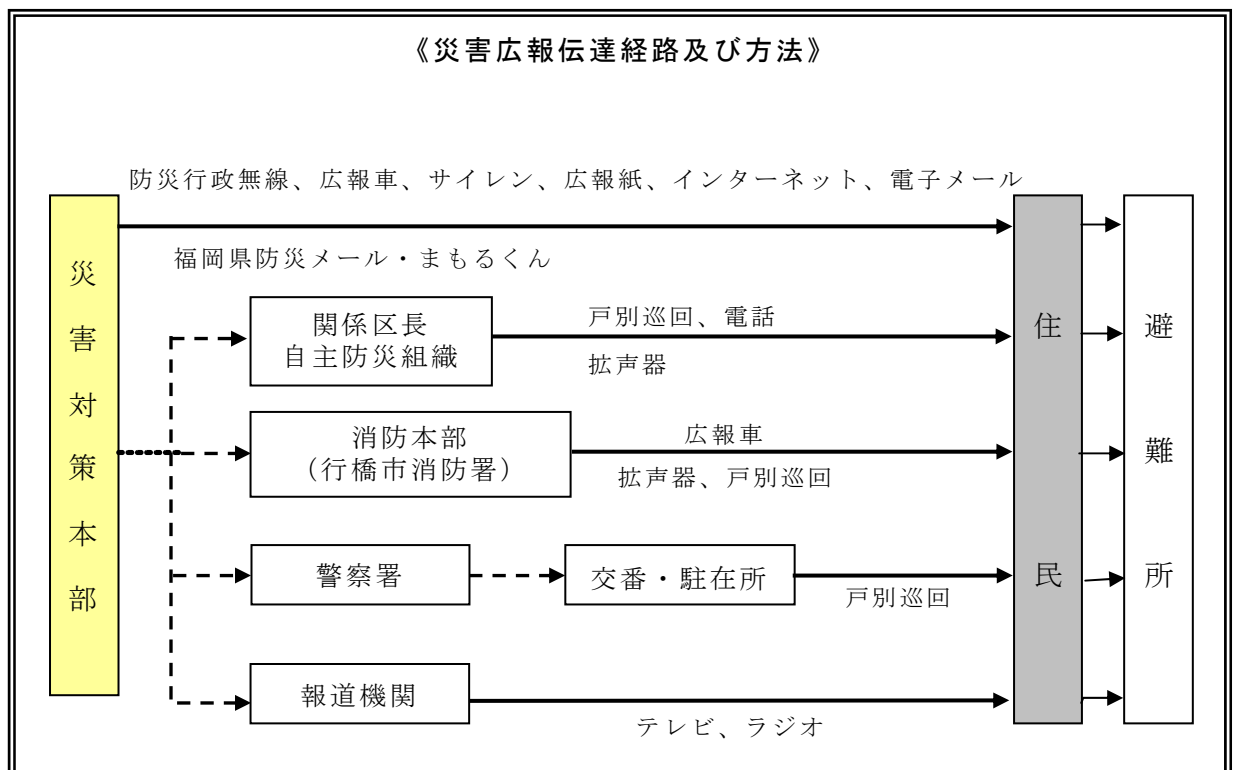 《災害広報伝達経路及び方法》
防災行政無線、広報車、サイレン、広報紙、インターネット、電子メール
福岡県防災メール・まもるくん
災害対策本部
関係区長
自主防災組織
戸別巡回、電話
拡声器
消防本部
(行橋市消防署)
広報車
拡声器、戸別巡回
警察署
交番・駐在所
戸別巡回
報道機関
テレビ、ラジオ
住民
避難所